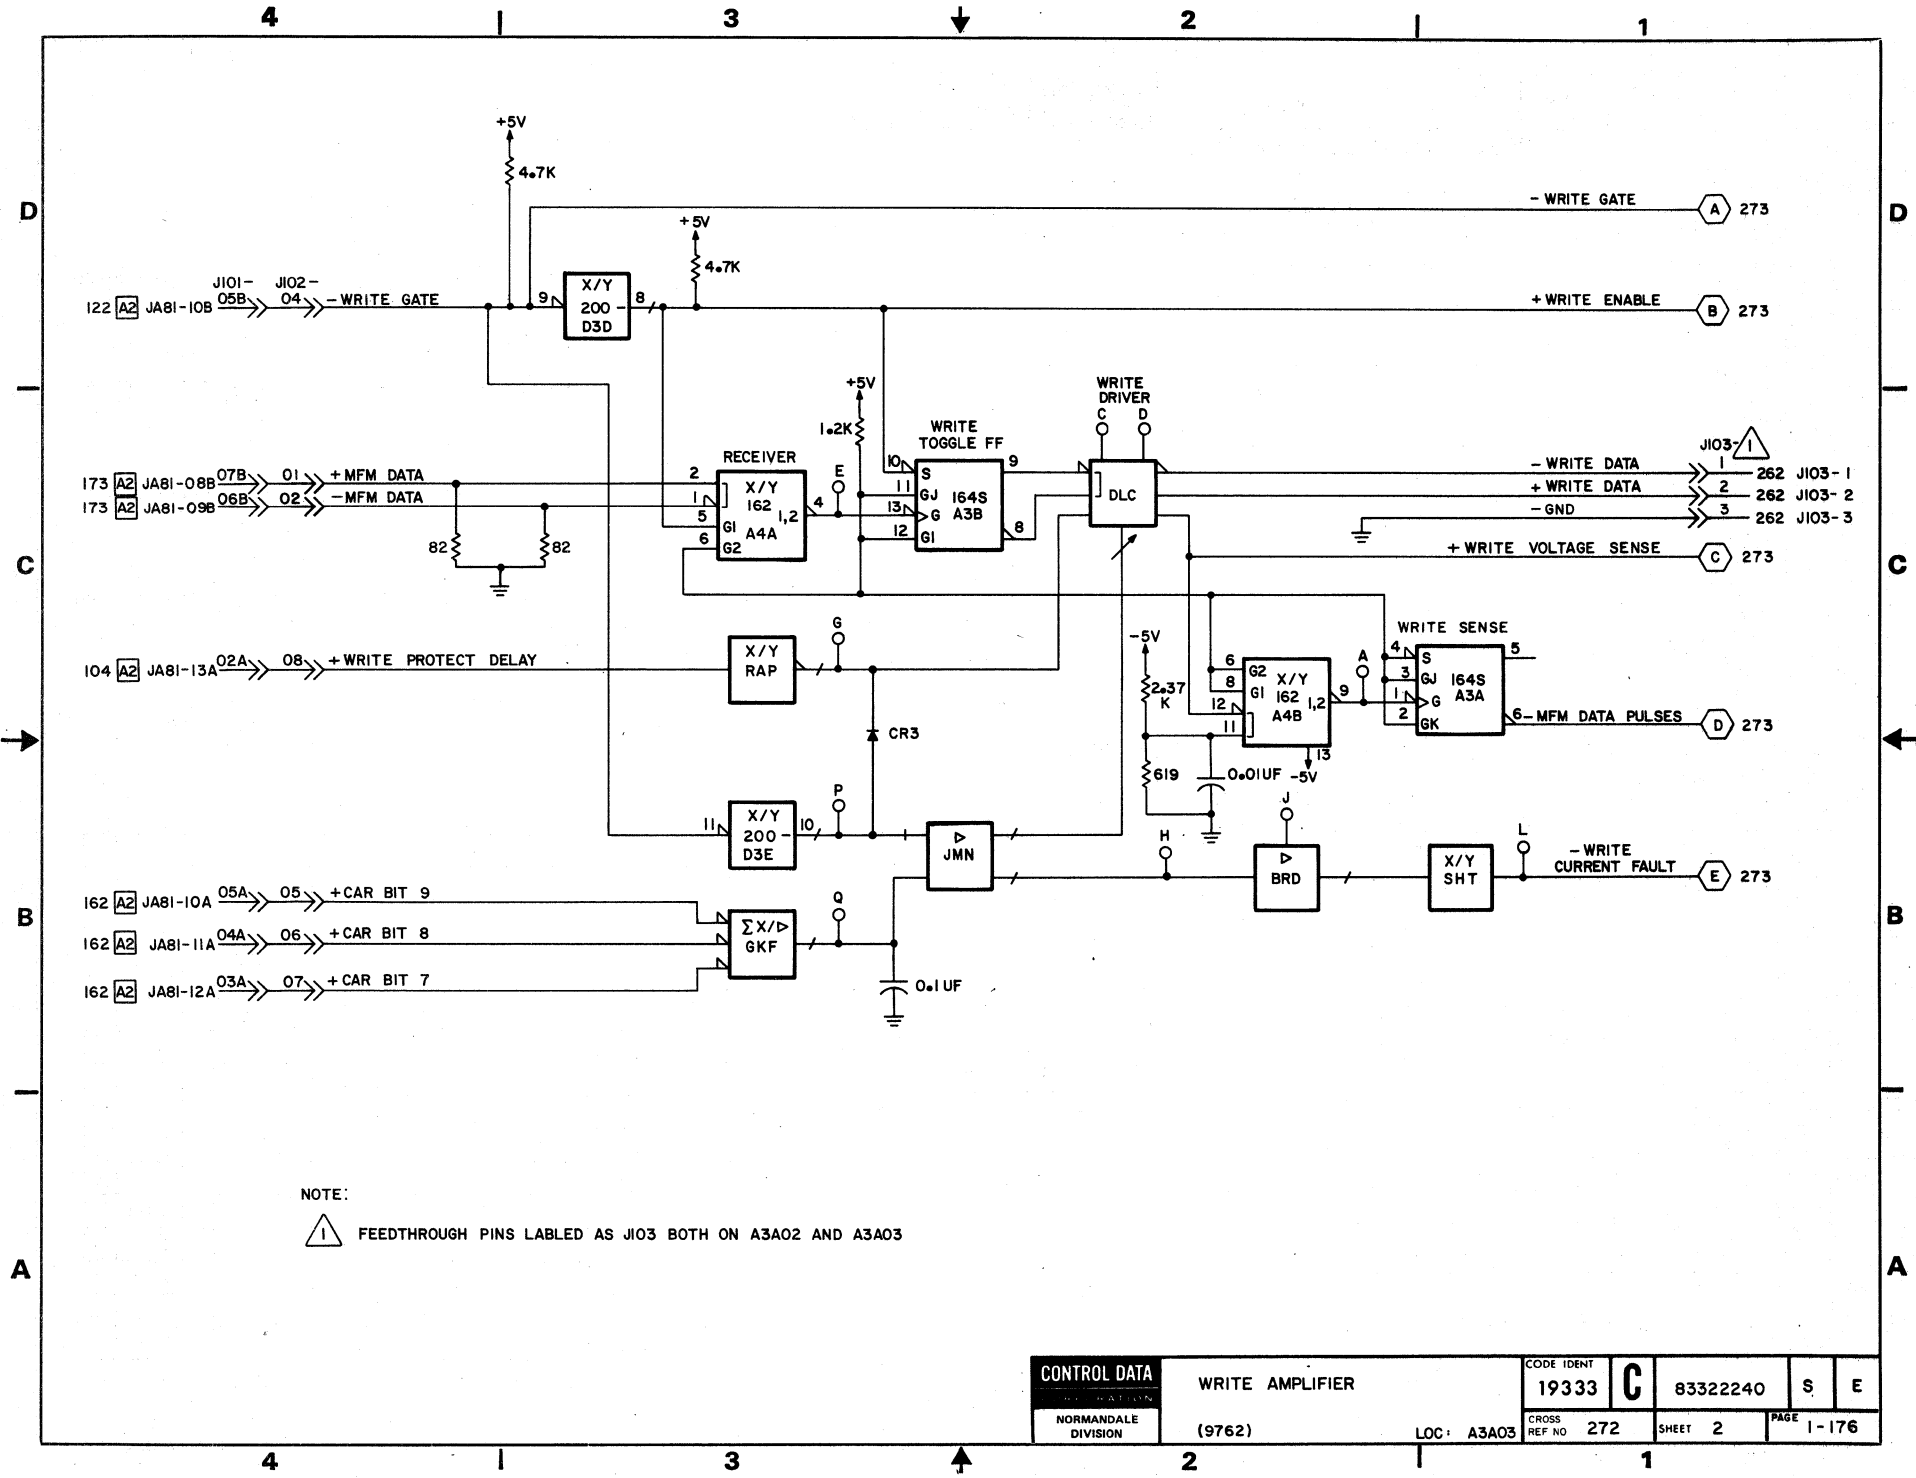 4 3 2 1
+5V
4.7K
D
- WRITE GATE
A 273
D
+5V
4.7K
J101- J102-
122 A2 JA81-10B 05B 04 -WRITE GATE
9 X/Y 8
200 -
D3D
+ WRITE ENABLE
B 273
+5V
1.2K
WRITE
DRIVER
C D
WRITE
TOGGLE FF
RECEIVER
J103- 1
173 A2 JA81-08B 07B 01 +MFM DATA
173 A2 JA81-09B 06B 02 -MFM DATA
2
1
5 G1
6 G2
X/Y
162
A4A
1,2
4
E
10 S 9
11 GJ
13 G
12 G1
164S
A3B
8
DLC
- WRITE DATA 1 262 J103-1
+ WRITE DATA 2 262 J103-2
-GND 3 262 J103-3
82 82
C
+ WRITE VOLTAGE SENSE
C 273
C
104 A2 JA81-13A 02A 08 +WRITE PROTECT DELAY
X/Y
RAP
G
-5V
2.37
K
619
0.01UF
6 G2
8 G1
12
11
X/Y
162
A4B
1,2
9
13
-5V
A
WRITE SENSE
4 S 5
3 GJ
1 G
2 GK
164S
A3A
6 -MFM DATA PULSES
D 273
CR3
11 X/Y 10
200 -
D3E
P
JMN
H
J
BRD
X/Y
SHT
L
-WRITE
CURRENT FAULT
E 273
B
162 A2 JA81-10A 05A 05 +CAR BIT 9
162 A2 JA81-11A 04A 06 +CAR BIT 8
162 A2 JA81-12A 03A 07 +CAR BIT 7
ΣX/▷
GKF
Q
0.1UF
B
NOTE:
1 FEEDTHROUGH PINS LABLED AS J103 BOTH ON A3A02 AND A3A03
A
A
CONTROL DATA
NORMANDALE
DIVISION
WRITE AMPLIFIER
(9762)
LOC: A3A03
CODE IDENT
19333
C
83322240
S
E
CROSS
REF NO 272
SHEET 2
PAGE 1-176
4 3 2 1